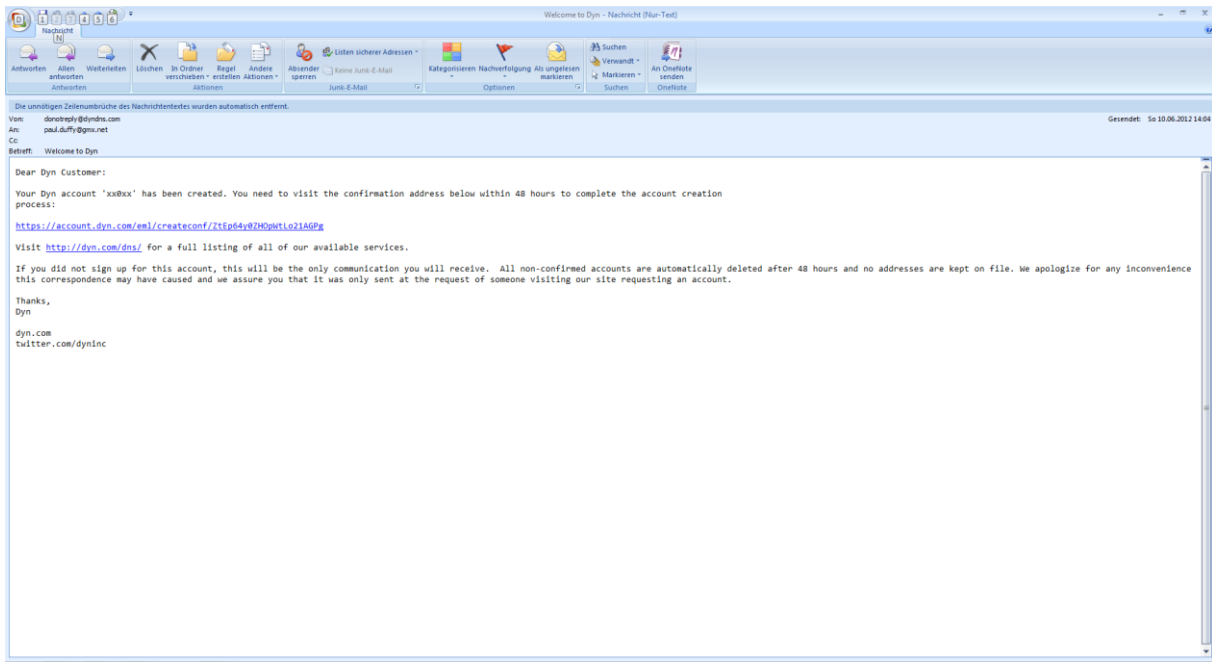 Welcome to Dyn - Nachricht (Nur-Text)
D 1 2 3 4 5 6
Nachricht
N
Antworten
Allen antworten
Weiterleiten
Antworten
Löschen
In Ordner verschieben
Regel erstellen
Andere Aktionen
Aktionen
Absender sperren
Listen sicherer Adressen
Keine Junk-E-Mail
Junk-E-Mail
Kategorisieren
Nachverfolgung
Als ungelesen markieren
Optionen
Suchen
Verwandt
Markieren
Suchen
An OneNote senden
OneNote
Die unnötigen Zeilenumbrüche des Nachrichtentextes wurden automatisch entfernt.
Von: donotreply@dyndns.com
Gesendet: So 10.06.2012 14:04
An: paul.duffy@gmx.net
Cc:
Betreff: Welcome to Dyn
Dear Dyn Customer:
Your Dyn account 'xx0xx' has been created. You need to visit the confirmation address below within 48 hours to complete the account creation
process:
https://account.dyn.com/eml/createconf/ZtEp64y0ZHOpWtLo21AGPg
Visit http://dyn.com/dns/ for a full listing of all of our available services.
If you did not sign up for this account, this will be the only communication you will receive.  All non-confirmed accounts are automatically deleted after 48 hours and no addresses are kept on file. We apologize for any inconvenience
this correspondence may have caused and we assure you that it was only sent at the request of someone visiting our site requesting an account.
Thanks,
Dyn
dyn.com
twitter.com/dyninc